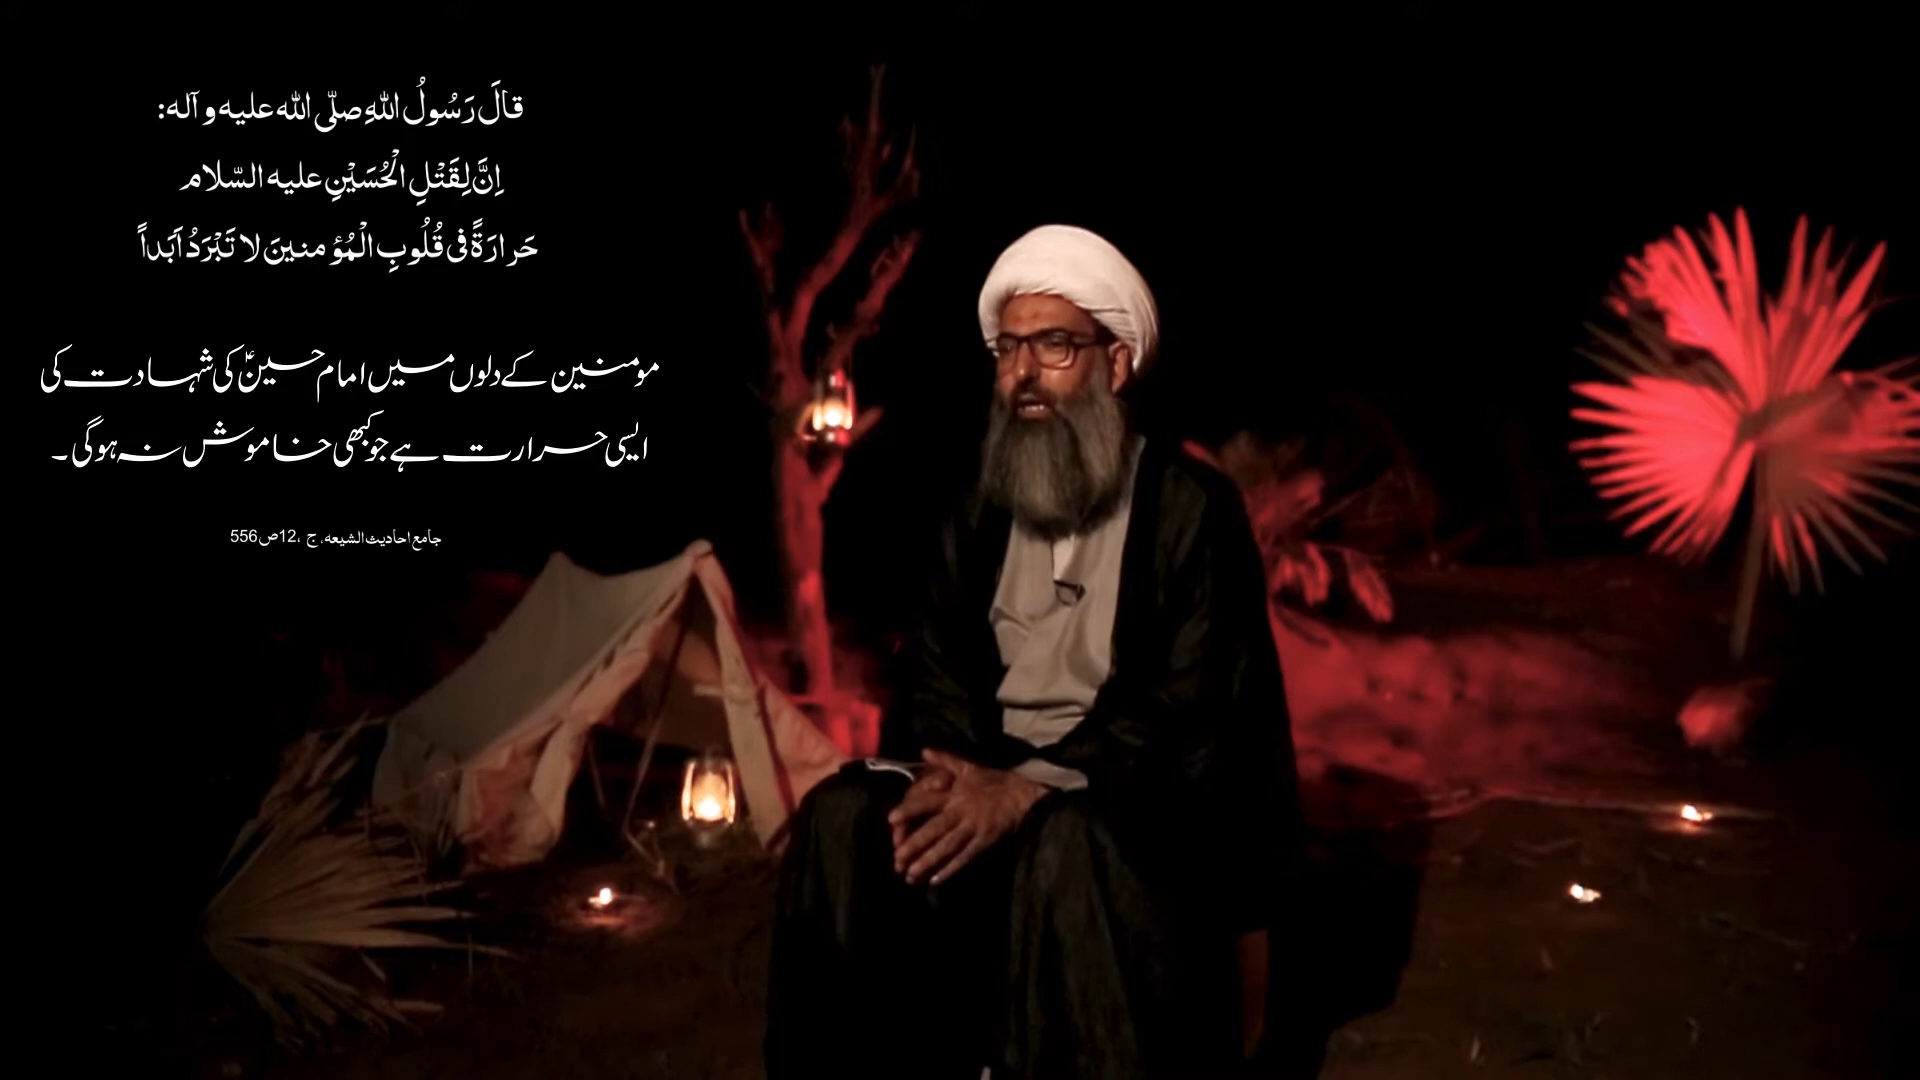 قالَ رَسُولُ اللهِ صلّی الله علیه و آله:
اِنَّ لِقَتْلِ الْحُسَیْنِ علیه السّلام
حَرارَةً فى قُلُوبِ الْمُؤمنینَ لا تَبْرَدُ اَبَداً
مومنین کے دلوں میں امام حسینؑ کی شہادت کی
ایسی حرارت ہے جو کبھی خاموش نہ ہوگی۔
جامع احادیث الشیعه، ج ،12ص556